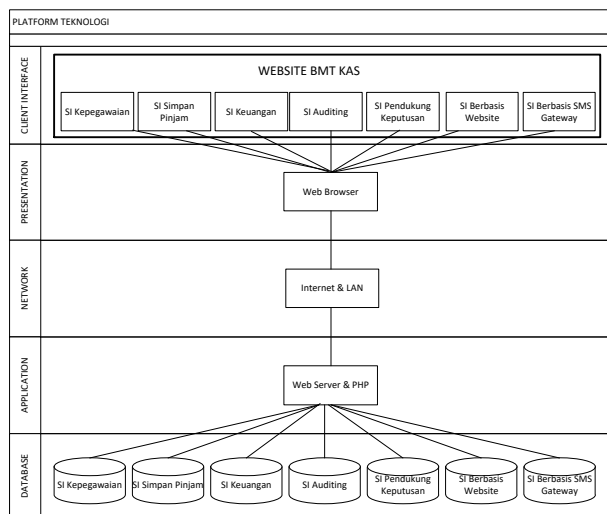 PLATFORM TEKNOLOGI
CLIENT INTERFACE
WEBSITE BMT KAS
SI Kepegawaian
SI Simpan
Pinjam
SI Keuangan
SI Auditing
SI Pendukung
Keputusan
SI Berbasis
Website
SI Berbasis SMS
Gateway
PRESENTATION
Web Browser
NETWORK
Internet & LAN
APPLICATION
Web Server & PHP
DATABASE
SI Kepegawaian
SI Simpan Pinjam
SI Keuangan
SI Auditing
SI Pendukung
Keputusan
SI Berbasis
Website
SI Berbasis SMS
Gateway